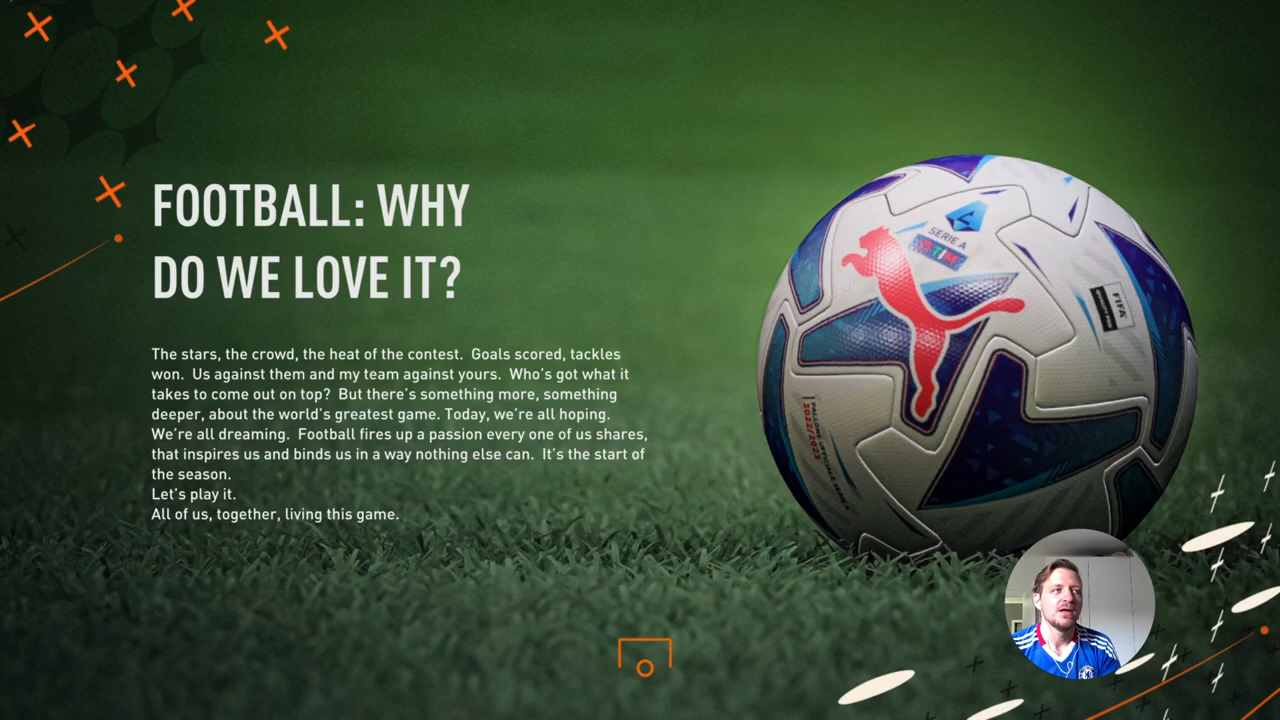 FOOTBALL: WHY
DO WE LOVE IT?
The stars, the crowd, the heat of the contest. Goals scored, tackles
won. Us against them and my team against yours. Who's got what it
takes to come out on top? But there's something more, something
deeper, about the world's greatest game. Today, we're all hoping.
We're all dreaming. Football fires up a passion every one of us shares,
that inspires us and binds us in a way nothing else can. It's the start of
the season.
Let's play it.
All of us, together, living this game.
SERIE A
TIM
FIFA
2022/2023